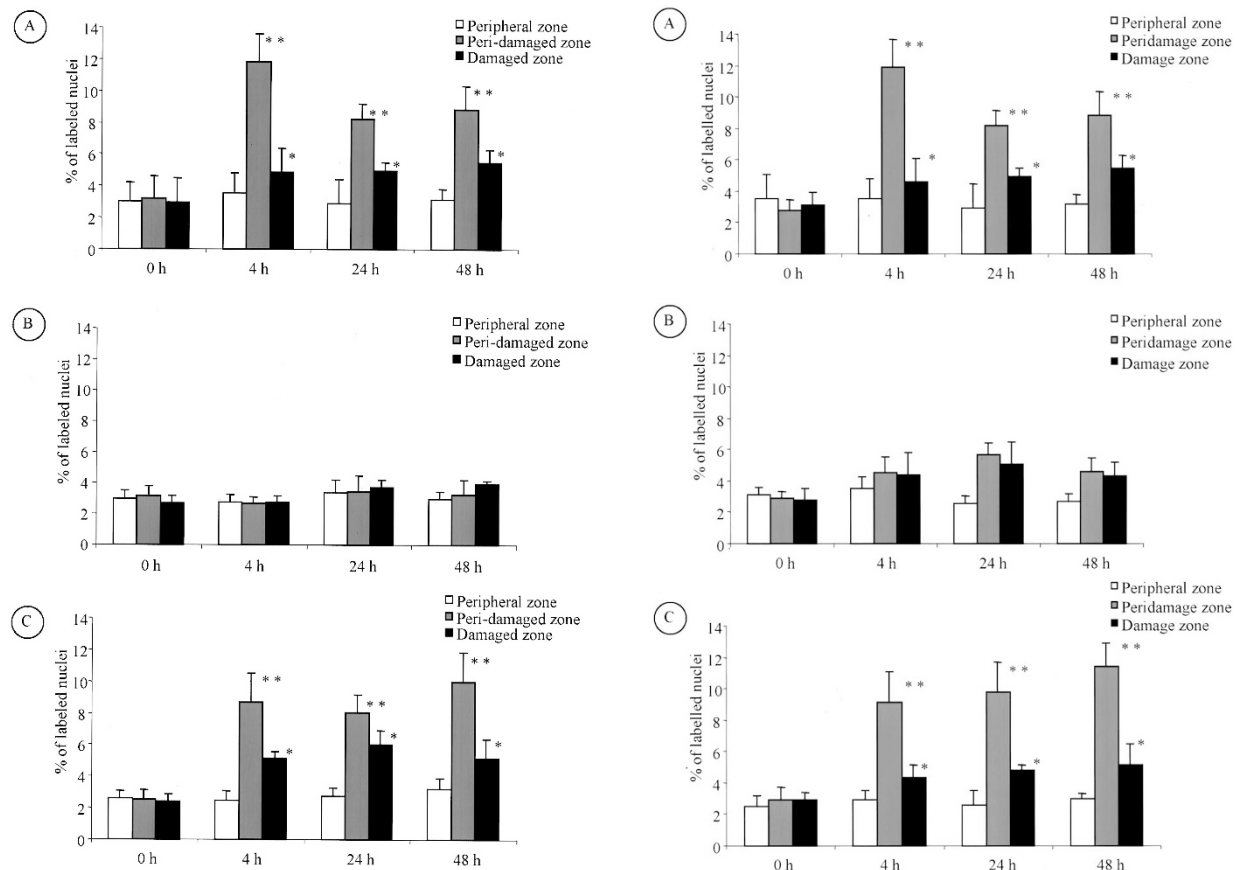 A
14
12
10
8
6
4
2
0
% of labeled nuclei
Peripheral zone
Peri-damaged zone
Damaged zone
* *
*
* *
*
* *
*
0 h
4 h
24 h
48 h
B
14
12
10
8
6
4
2
0
% of labeled nuclei
Peripheral zone
Peri-damaged zone
Damaged zone
0 h
4 h
24 h
48 h
C
14
12
10
8
6
4
2
0
% of labeled nuclei
Peripheral zone
Peri-damaged zone
Damaged zone
* *
*
* *
*
* *
*
0 h
4 h
24 h
48 h
A
14
12
10
8
6
4
2
0
% of labelled nuclei
Peripheral zone
Peridamage zone
Damage zone
* *
*
* *
*
* *
*
0 h
4 h
24 h
48 h
B
14
12
10
8
6
4
2
0
% of labelled nuclei
Peripheral zone
Peridamage zone
Damage zone
0 h
4 h
24 h
48 h
C
14
12
10
8
6
4
2
0
% of labelled nuclei
Peripheral zone
Peridamage zone
Damage zone
* *
*
* *
*
* *
*
0 h
4 h
24 h
48 h